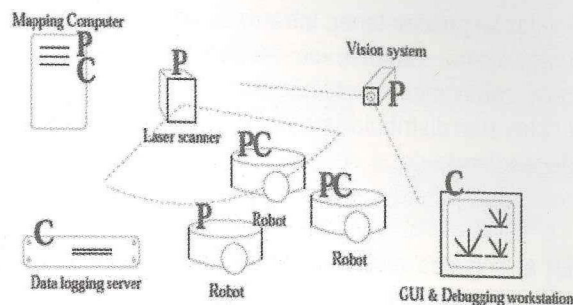 Mapping Computer
P
C
P
Laser scanner
Vision system
P
PC
Robot
PC
Robot
P
Robot
C
Data logging server
C
GUI & Debugging workstation